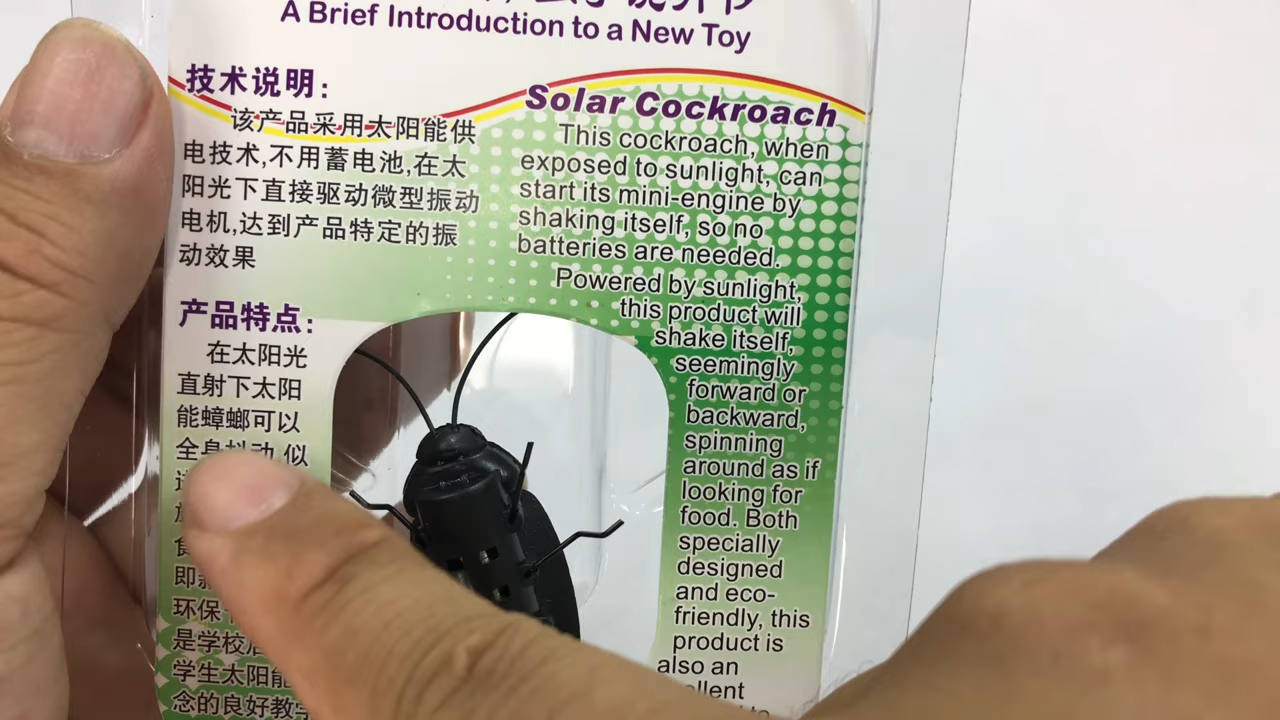 A Brief Introduction to a New Toy
技术说明:
该产品采用太阳能供
电技术,不用蓄电池,在太
阳光下直接驱动微型振动
电机,达到产品特定的振
动效果
产品特点:
在太阳光
直射下太阳
能蟑螂可以
全身抖动,似
即
环保
是学校
学生太阳能
念的良好教
Solar Cockroach
This cockroach, when
exposed to sunlight, can
start its mini-engine by
shaking itself, so no
batteries are needed.
Powered by sunlight,
this product will
shake itself,
seemingly
forward or
backward,
spinning
around as if
looking for
food. Both
specially
designed
and eco-
friendly, this
product is
also an